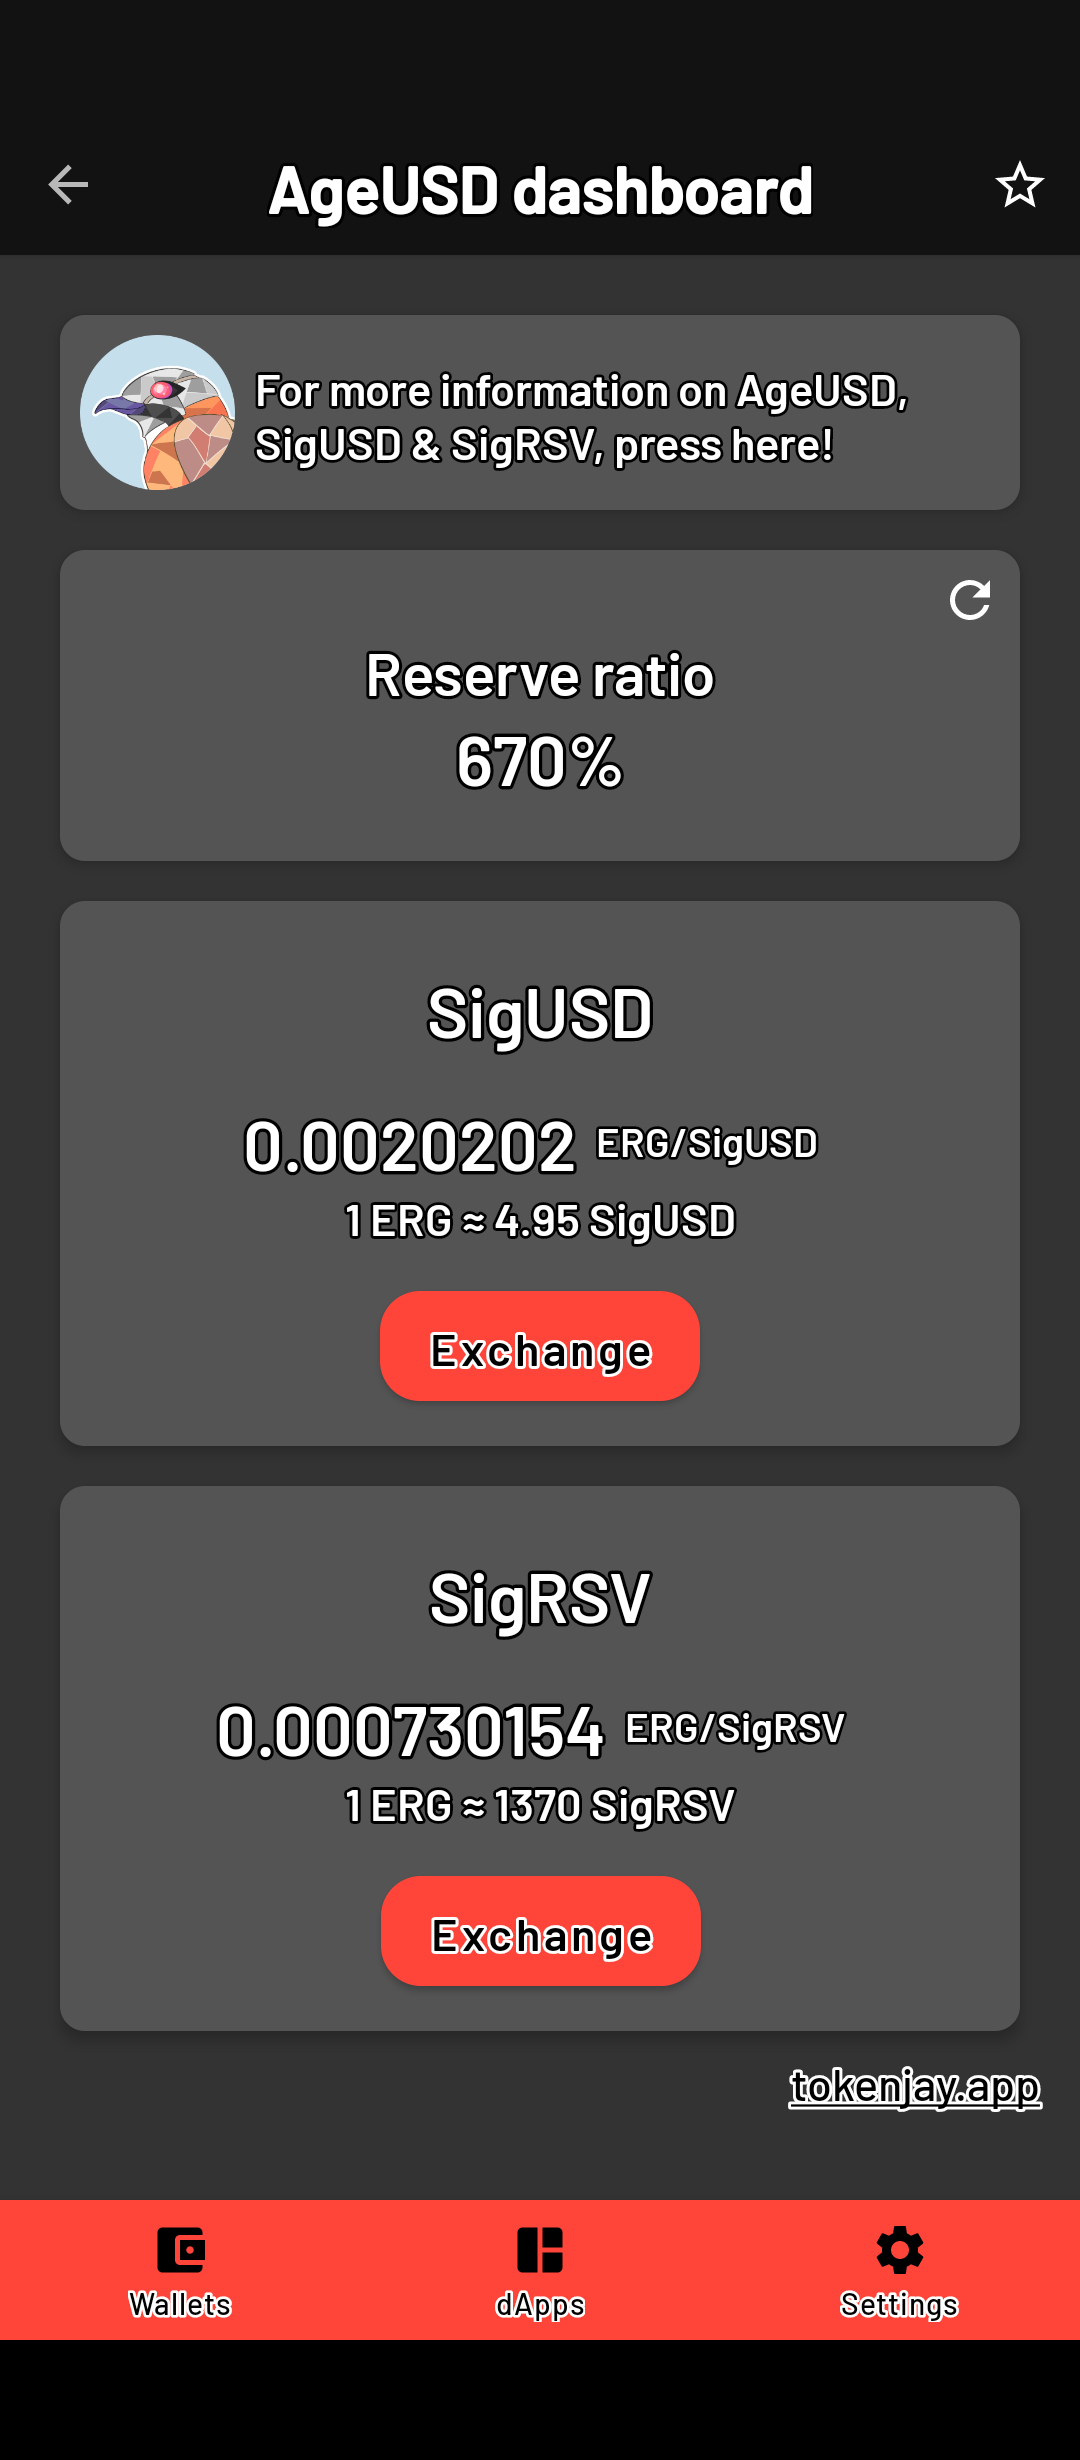 AgeUSD dashboard
For more information on AgeUSD,
SigUSD & SigRSV, press here!
Reserve ratio
670%
SigUSD
0.0020202 ERG/SigUSD
1 ERG ≈ 4.95 SigUSD
Exchange
SigRSV
0.000730154 ERG/SigRSV
1 ERG ≈ 1370 SigRSV
Exchange
tokenjay.app
Wallets dApps Settings